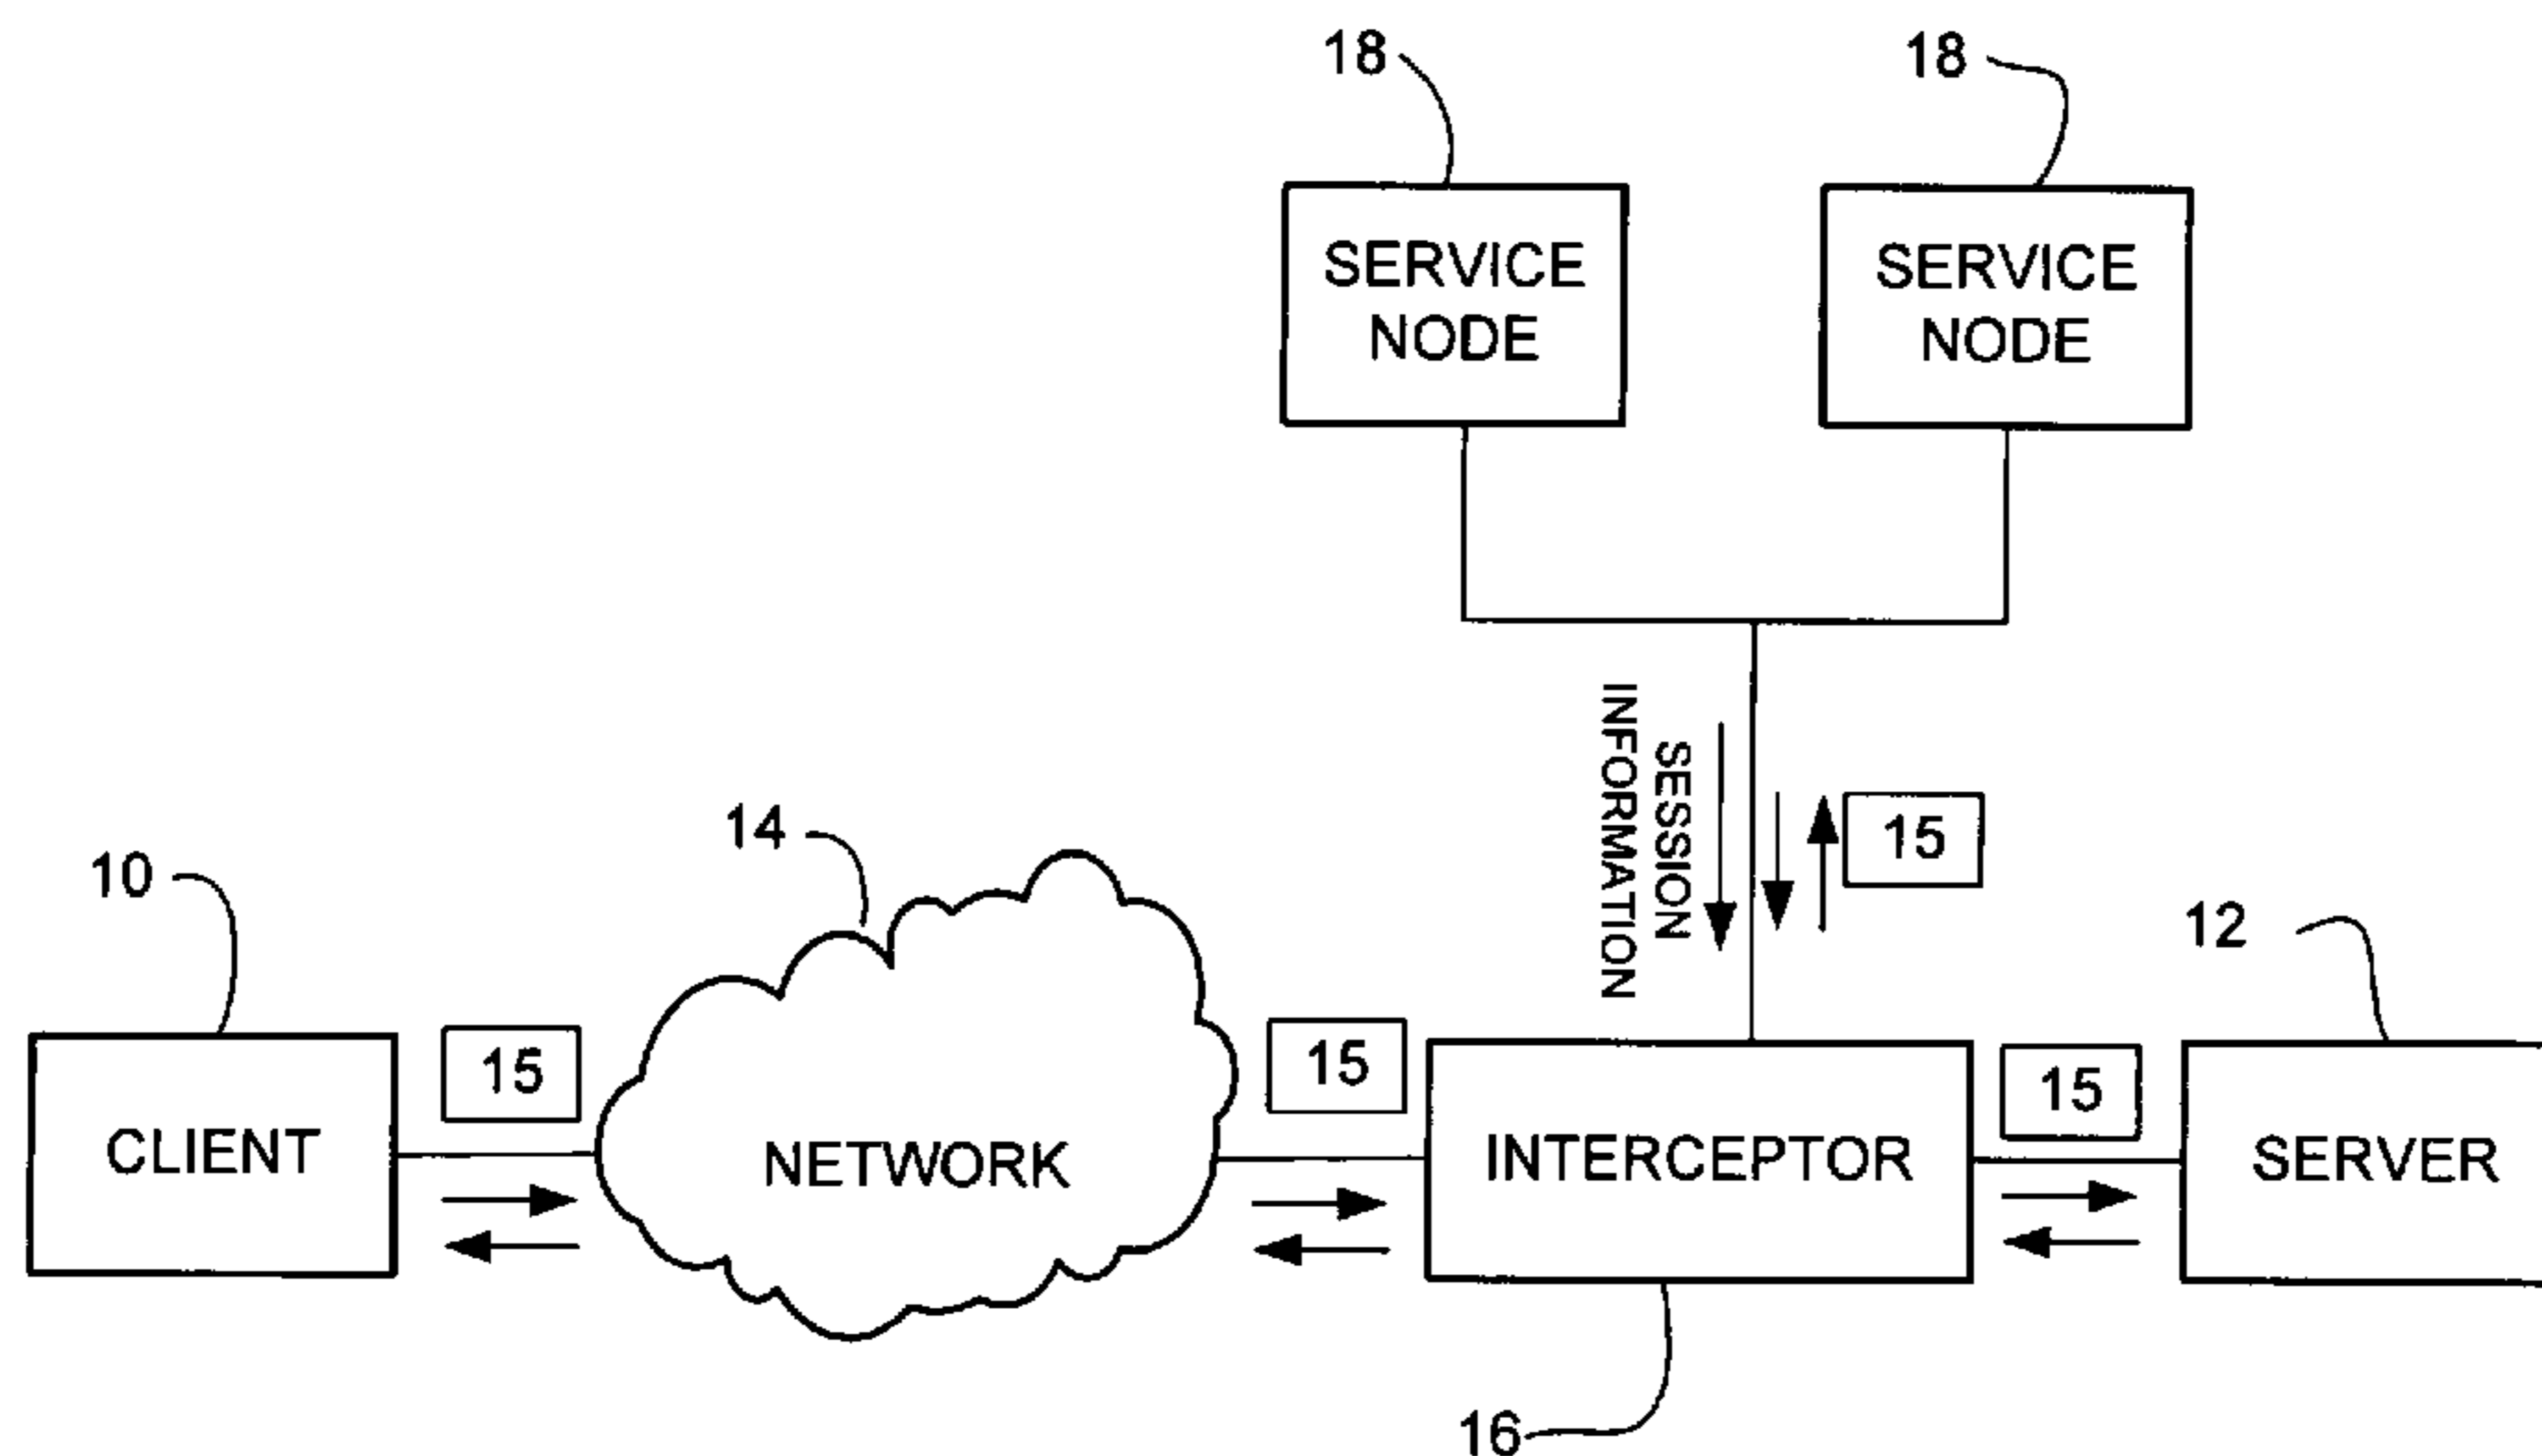 18
18
SERVICE
NODE
SERVICE
NODE
SESSION
INFORMATION
15
14
10
12
15
15
15
CLIENT
NETWORK
INTERCEPTOR
SERVER
16